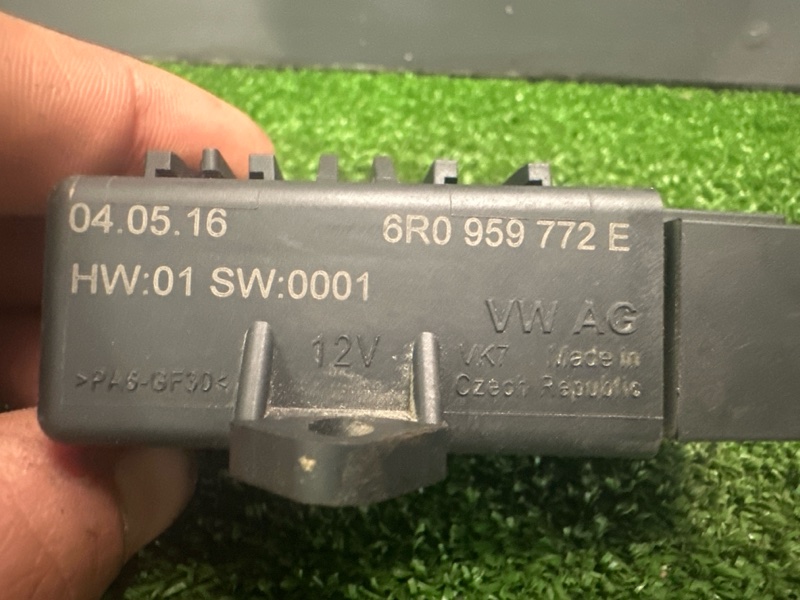 04.05.16 6R0 959 772 E
HW:01 SW:0001
VW AG
12V VK7 Made in
>PA6-GF30< Czech Republic